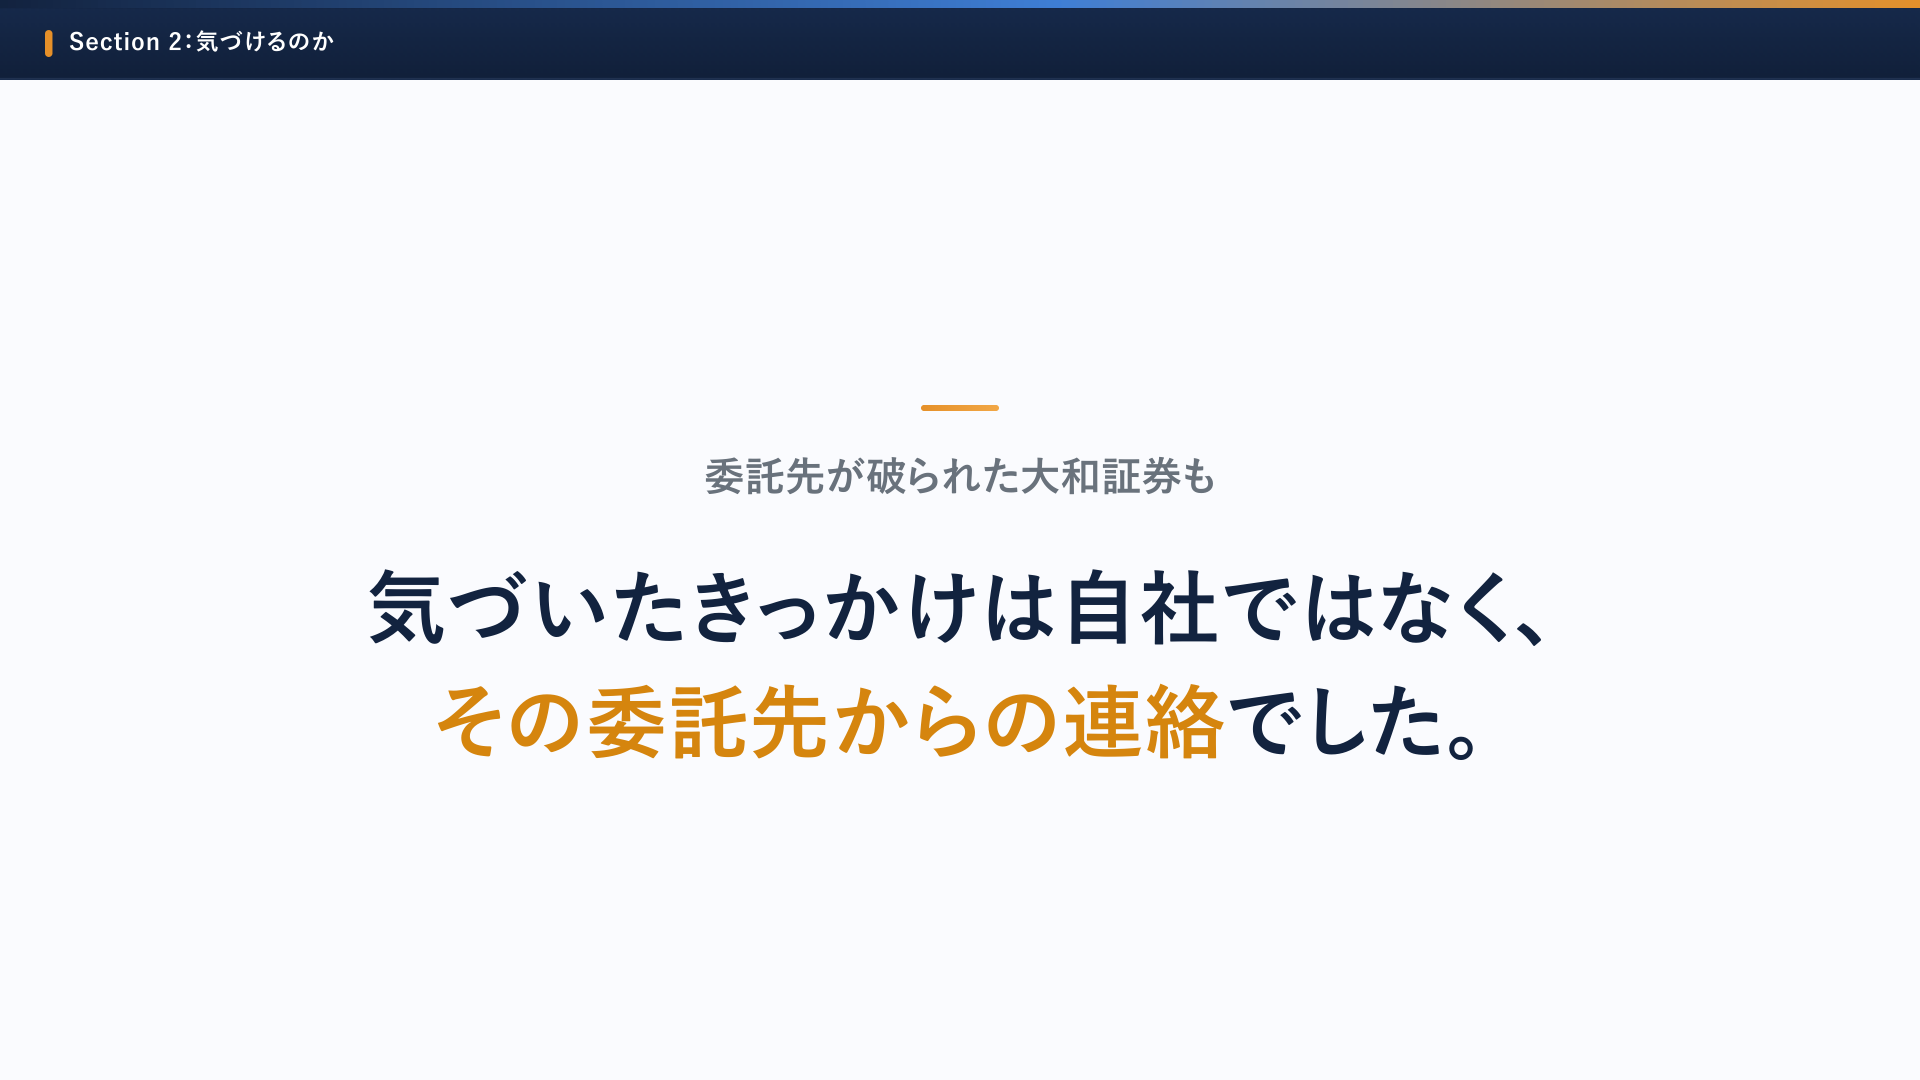 Section 2：気づけるのか
委託先が破られた大和証券も
気づいたきっかけは自社ではなく、
その委託先からの連絡でした。